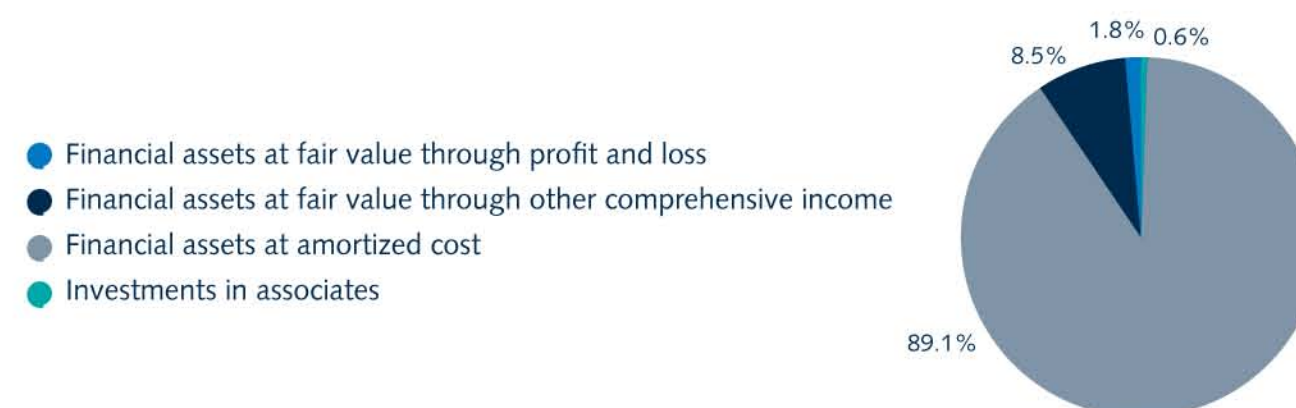 1.8% 0.6%
8.5%
Financial assets at fair value through profit and loss
Financial assets at fair value through other comprehensive income
Financial assets at amortized cost
Investments in associates
89.1%